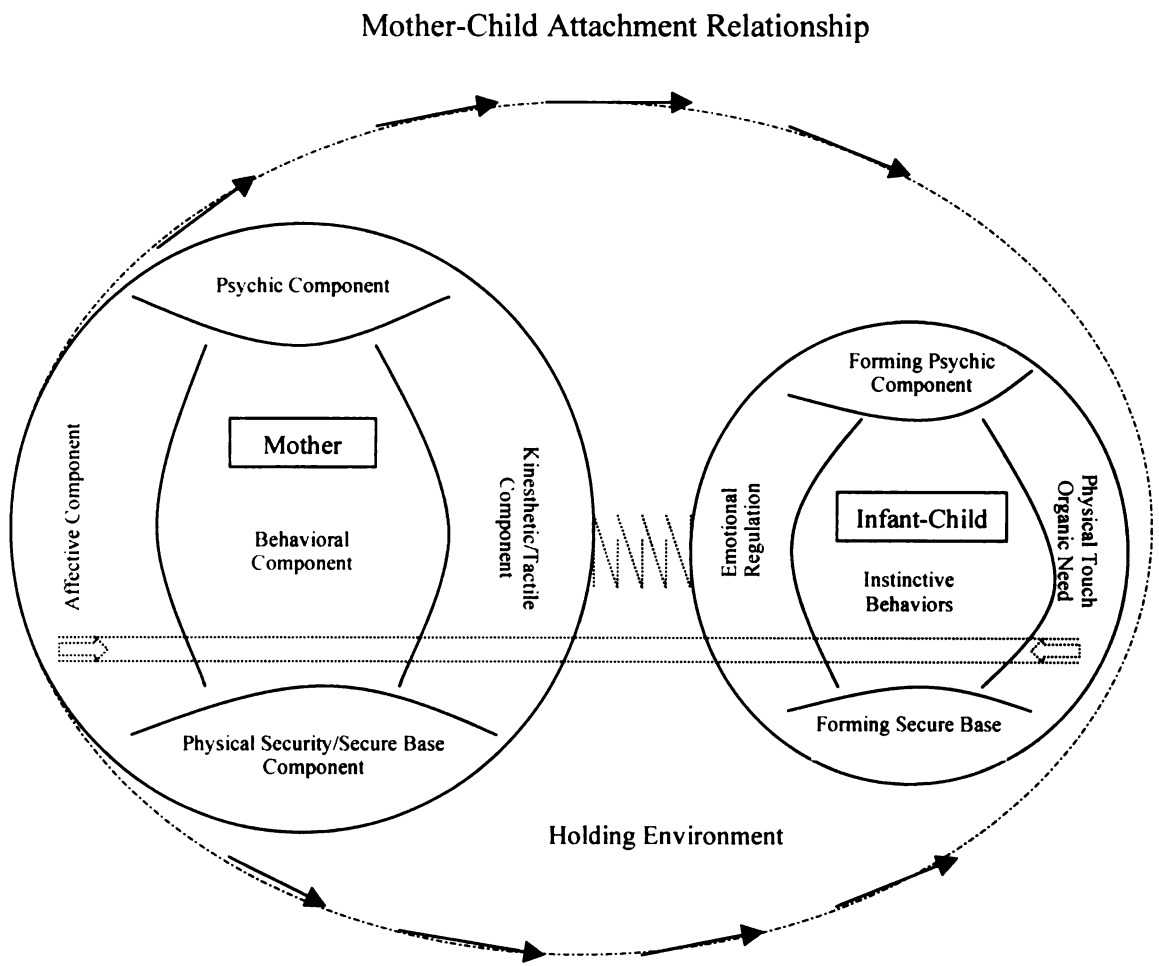 Mother-Child Attachment Relationship
Psychic Component
Mother
Affective Component
Behavioral
Component
Kinesthetic/Tactile
Component
Physical Security/Secure Base
Component
Forming Psychic
Component
Emotional
Regulation
Infant-Child
Instinctive
Behaviors
Physical Touch
Organic Need
Forming Secure Base
Holding Environment